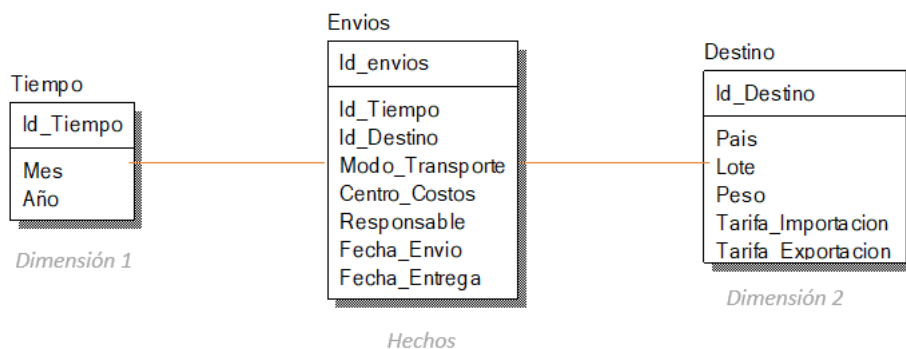 Tiempo
Id_Tiempo
Mes
Año
Dimensión 1
Envios
Id_envios
Id_Tiempo
Id_Destino
Modo_Transporte
Centro_Costos
Responsable
Fecha_Envio
Fecha_Entrega
Hechos
Destino
Id_Destino
Pais
Lote
Peso
Tarifa_Importacion
Tarifa_Exportacion
Dimensión 2